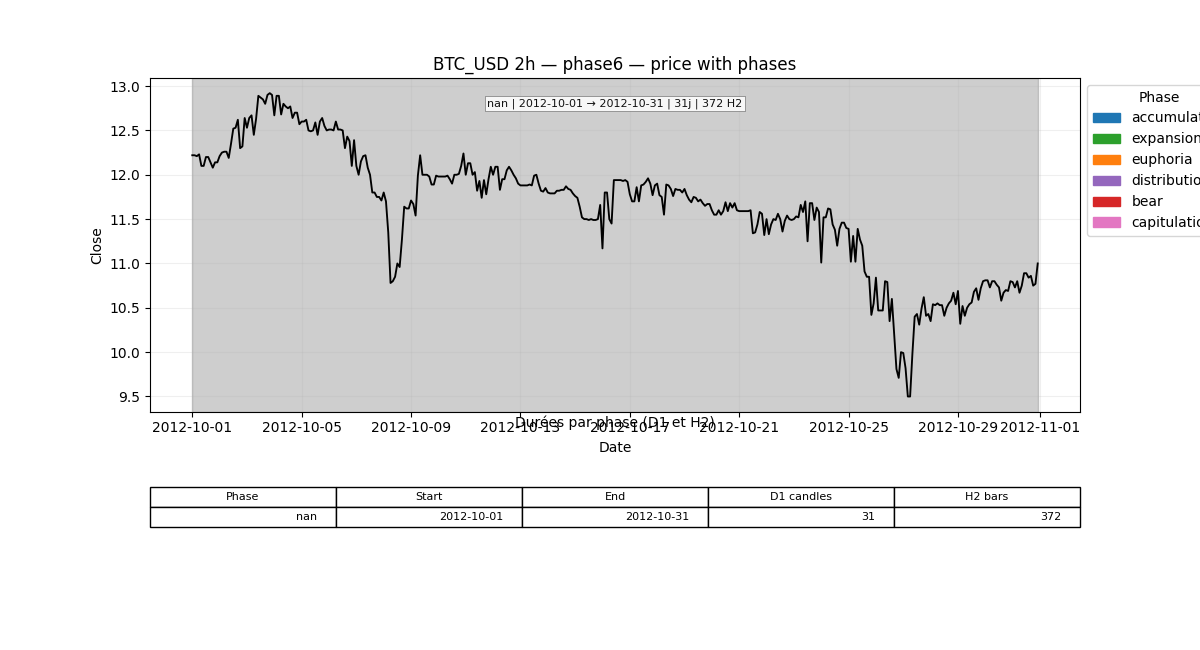 BTC_USD 2h — phase6 — price with phases
nan | 2012-10-01 → 2012-10-31 | 31j | 372 H2
13.0
12.5
12.0
11.5
11.0
10.5
10.0
9.5
Close
Phase
accumulat
expansion
euphoria
distributio
bear
capitulatio
Durées par phase (D1 et H2)
2012-10-01 2012-10-05 2012-10-09 2012-10-13 2012-10-17 2012-10-21 2012-10-25 2012-10-29 2012-11-01
Date
Phase Start End D1 candles H2 bars
nan 2012-10-01 2012-10-31 31 372